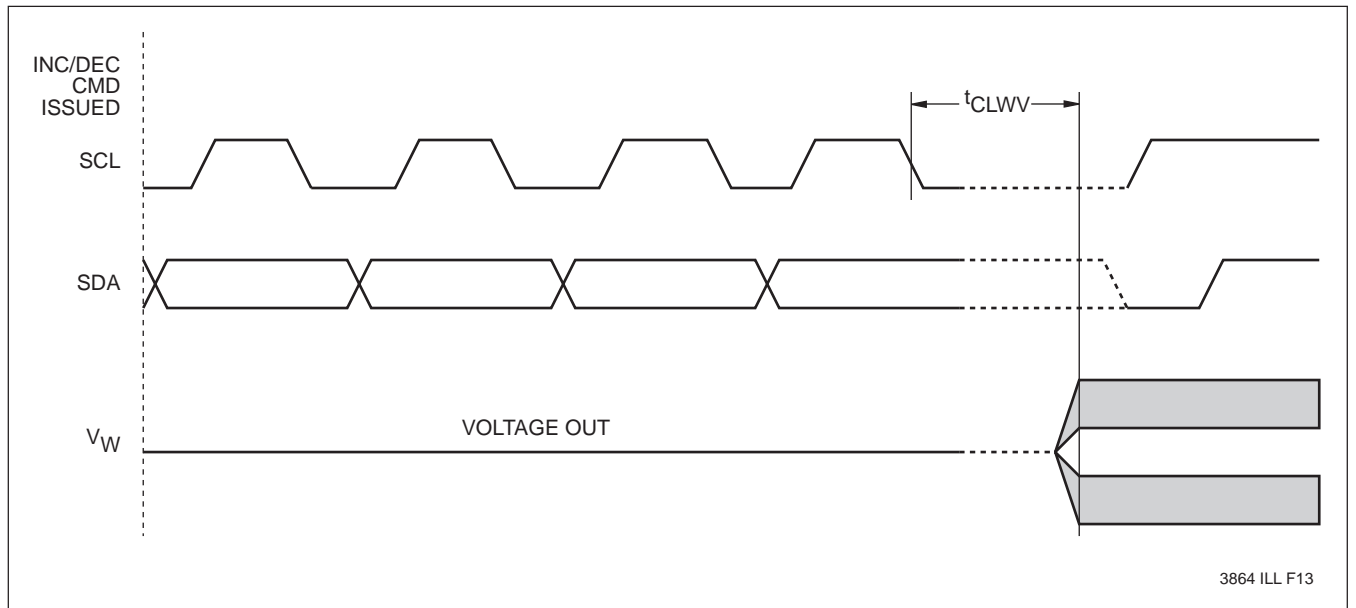 INC/DEC
CMD
ISSUED
tCLWV
SCL
SDA
VOLTAGE OUT
VW
3864 ILL F13